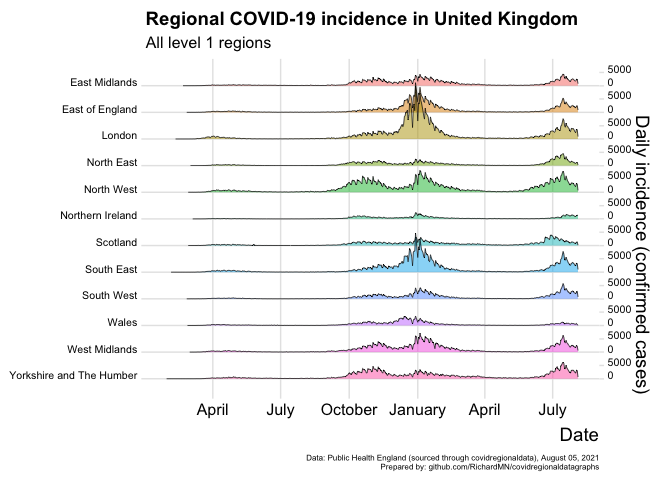 Regional COVID-19 incidence in United Kingdom
All level 1 regions
East Midlands
5000
0
East of England
5000
0
London
5000
0
North East
5000
0
North West
5000
0
Northern Ireland
5000
0
Scotland
5000
0
South East
5000
0
South West
5000
0
Wales
5000
0
West Midlands
5000
0
Yorkshire and The Humber
5000
0
Daily incidence (confirmed cases)
April July October January April July
Date
Data: Public Health England (sourced through covidregionaldata), August 05, 2021
Prepared by: github.com/RichardMN/covidregionaldatagraphs